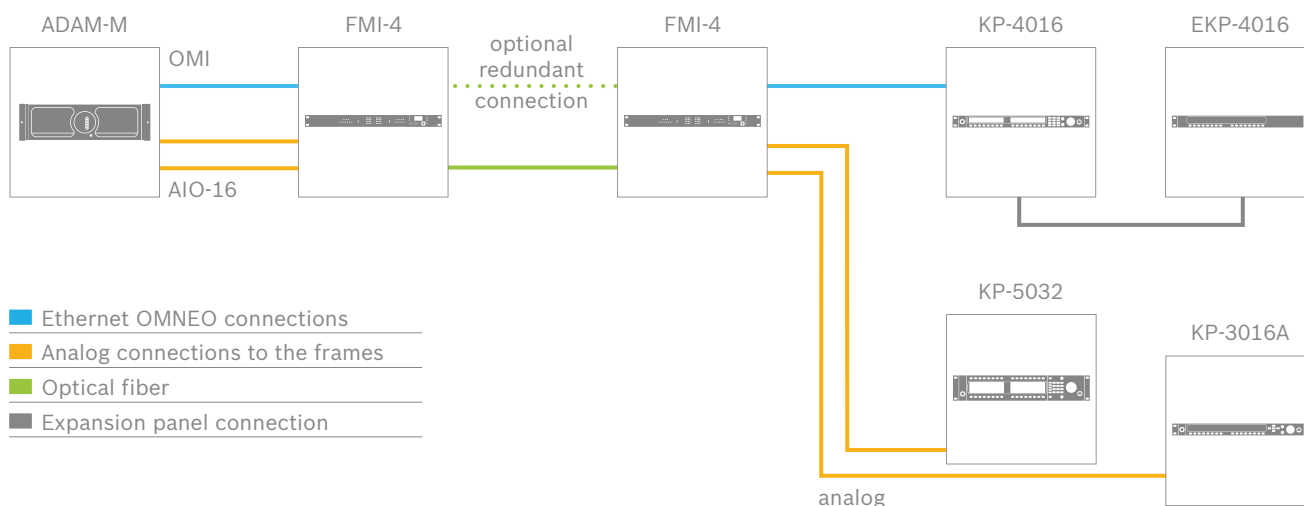 ADAM-M
FMI-4
FMI-4
KP-4016
EKP-4016
OMI
optional
redundant
connection
AIO-16
KP-5032
KP-3016A
Ethernet OMNEO connections
Analog connections to the frames
Optical fiber
Expansion panel connection
analog